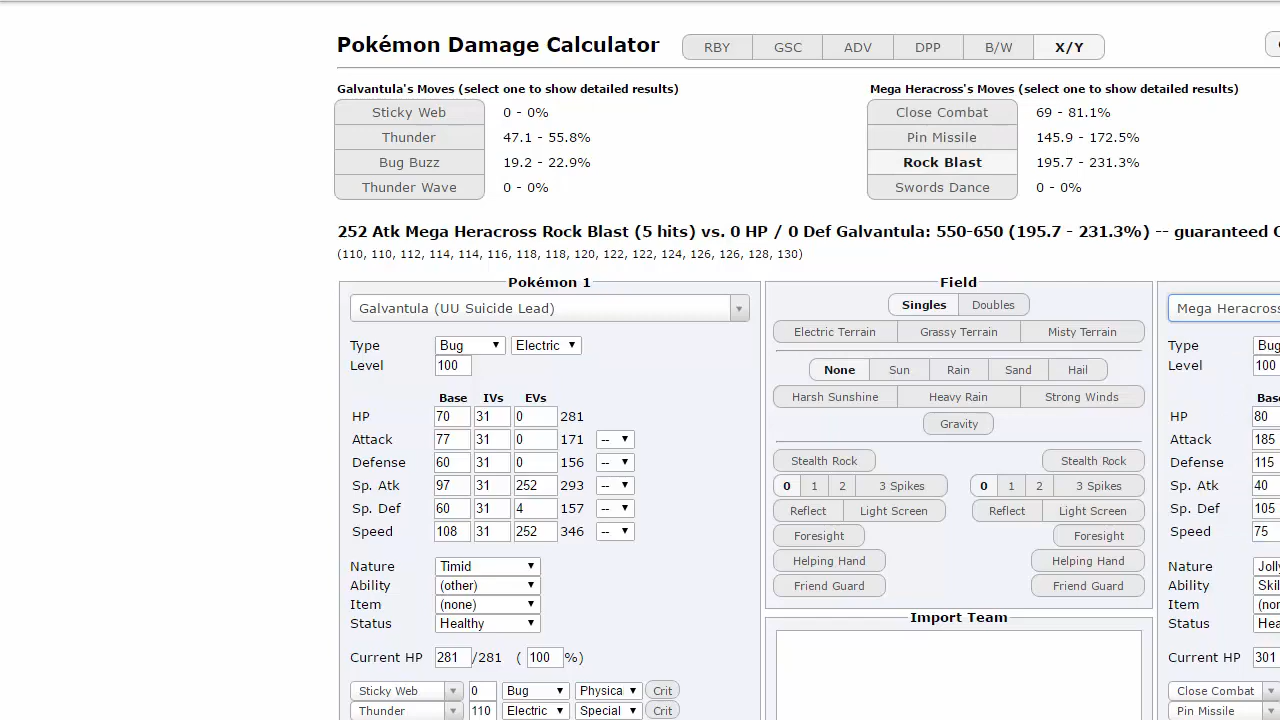 Pokémon Damage Calculator RBY GSC ADV DPP B/W X/Y
Galvantula's Moves (select one to show detailed results) Mega Heracross's Moves (select one to show detailed results)
Sticky Web 0 - 0% Close Combat 69 - 81.1%
Thunder 47.1 - 55.8% Pin Missile 145.9 - 172.5%
Bug Buzz 19.2 - 22.9% Rock Blast 195.7 - 231.3%
Thunder Wave 0 - 0% Swords Dance 0 - 0%
252 Atk Mega Heracross Rock Blast (5 hits) vs. 0 HP / 0 Def Galvantula: 550-650 (195.7 - 231.3%) -- guaranteed
(110, 110, 112, 114, 114, 116, 118, 118, 120, 122, 122, 124, 126, 126, 128, 130)
Pokémon 1 Field
Galvantula (UU Suicide Lead) Singles Doubles Mega Heracross
Electric Terrain Grassy Terrain Misty Terrain
Type Bug Electric Type Bug
Level 100 None Sun Rain Sand Hail Level 100
Base IVs EVs Harsh Sunshine Heavy Rain Strong Winds
HP 70 31 0 281 Gravity HP 80
Attack 77 31 0 171 -- Attack 185
Defense 60 31 0 156 -- Stealth Rock Stealth Rock Defense 115
Sp. Atk 97 31 252 293 -- 0 1 2 3 Spikes 0 1 2 3 Spikes Sp. Atk 40
Sp. Def 60 31 4 157 -- Reflect Light Screen Reflect Light Screen Sp. Def 105
Speed 108 31 252 346 -- Foresight Foresight Speed 75
Helping Hand Helping Hand
Nature Timid Nature Jolly
Ability (other) Friend Guard Friend Guard Ability
Item (none) Item
Status Healthy Import Team Status
Current HP 281 /281 ( 100 %) Current HP 301
Sticky Web 0 Bug Physica Crit Close Combat
Thunder 110 Electric Special Crit Pin Missile